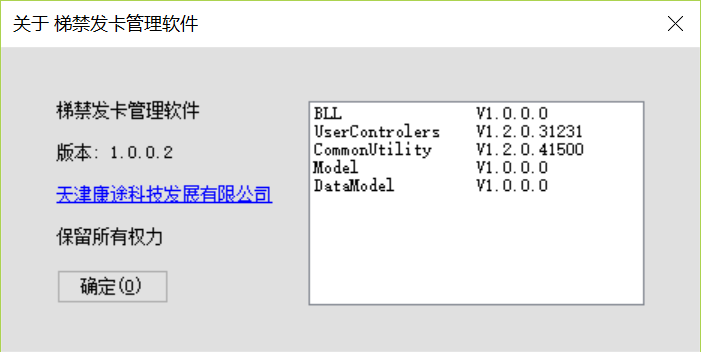 关于 梯禁发卡管理软件
梯禁发卡管理软件
版本: 1.0.0.2
天津康途科技发展有限公司
保留所有权力
确定(O)
BLL V1.0.0.0
UserControlers V1.2.0.31231
CommonUtility V1.2.0.41500
Model V1.0.0.0
DataModel V1.0.0.0